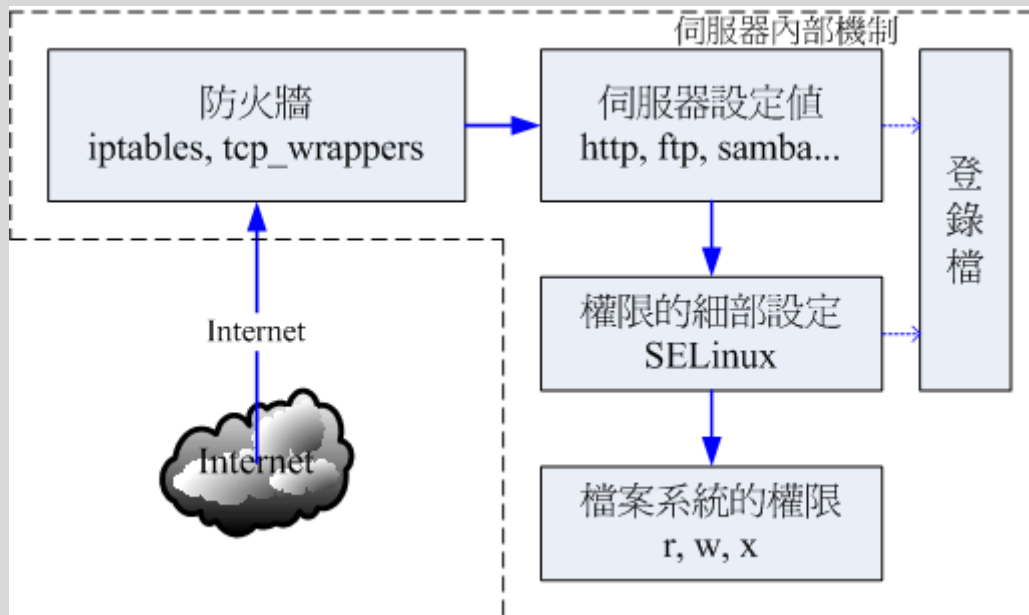 伺服器內部機制
防火牆
iptables, tcp_wrappers
伺服器設定值
http, ftp, samba...
登錄檔
權限的細部設定
SELinux
Internet
Internet
檔案系統的權限
r, w, x